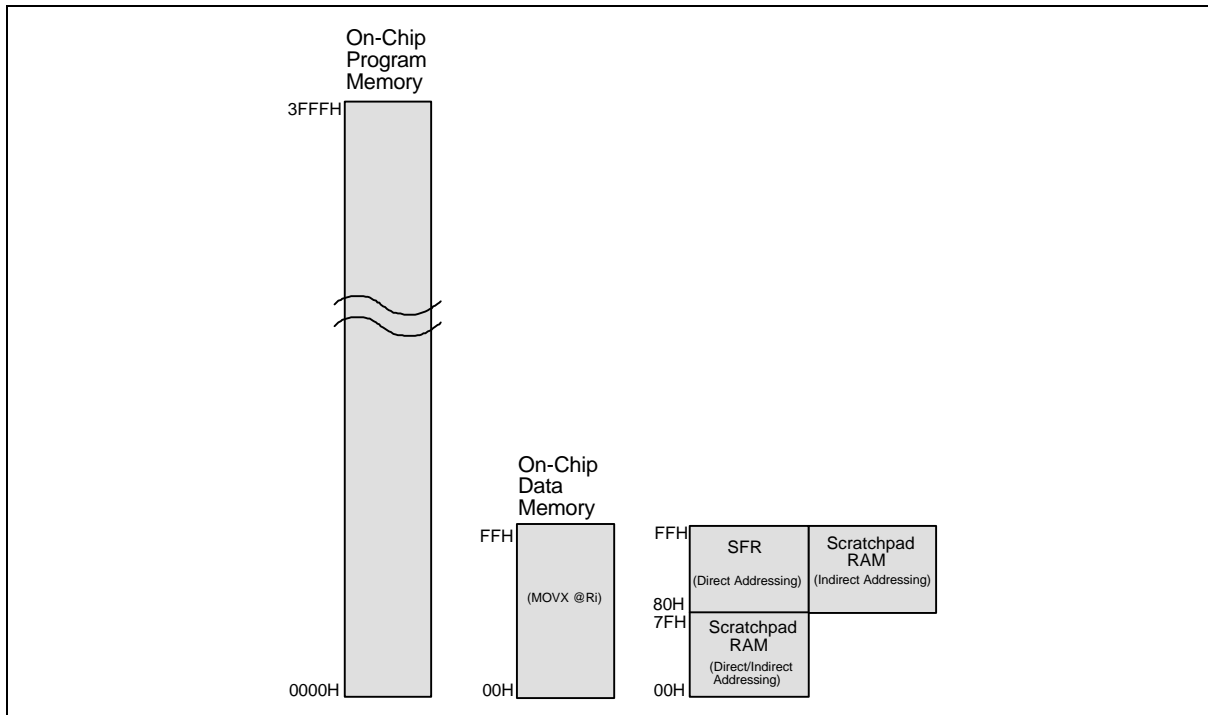 On-Chip
Program
Memory
3FFFH
0000H
On-Chip
Data
Memory
FFH
(MOVX @Ri)
00H
FFH
SFR
(Direct Addressing)
80H
Scratchpad
RAM
(Indirect Addressing)
7FH
Scratchpad
RAM
(Direct/Indirect
Addressing)
00H